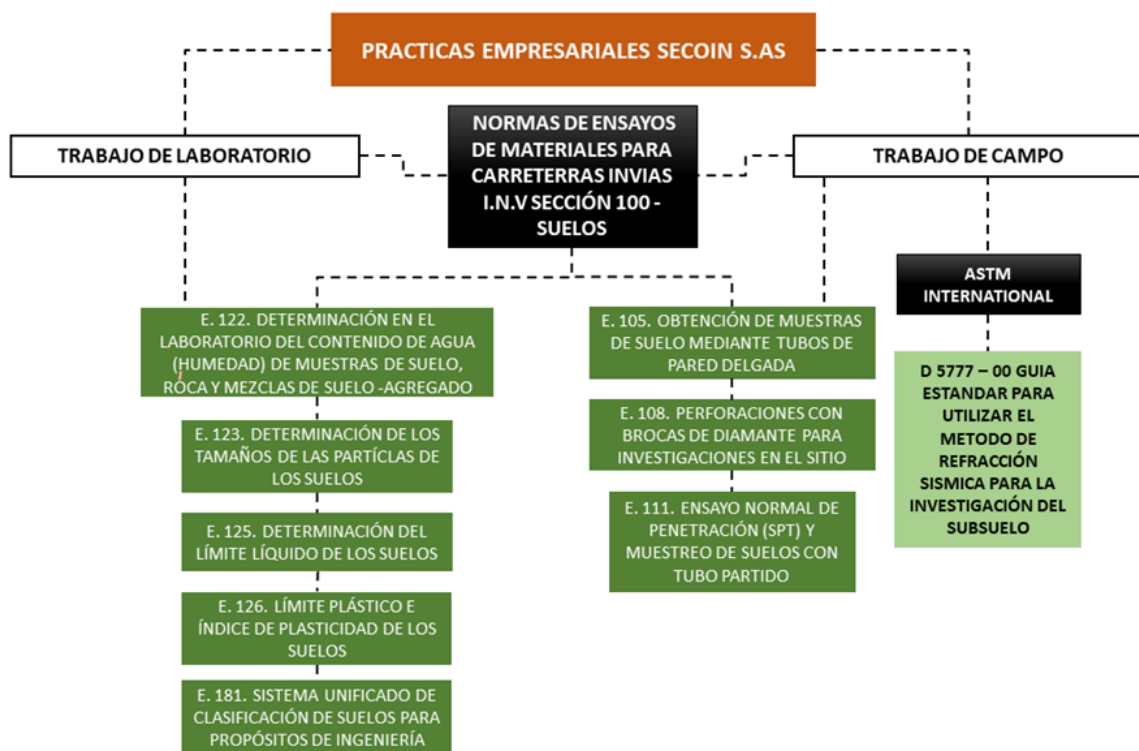 PRACTICAS EMPRESARIALES SECOIN S.AS
TRABAJO DE LABORATORIO
NORMAS DE ENSAYOS
DE MATERIALES PARA
CARRETERRAS INVIAS
I.N.V SECCIÓN 100 -
SUELOS
TRABAJO DE CAMPO
ASTM
INTERNATIONAL
E. 122. DETERMINACIÓN EN EL
LABORATORIO DEL CONTENIDO DE AGUA
(HUMEDAD) DE MUESTRAS DE SUELO,
ROCA Y MEZCLAS DE SUELO -AGREGADO
E. 123. DETERMINACIÓN DE LOS
TAMAÑOS DE LAS PARTÍCLAS DE
LOS SUELOS
E. 125. DETERMINACIÓN DEL
LÍMITE LÍQUIDO DE LOS SUELOS
E. 126. LÍMITE PLÁSTICO E
ÍNDICE DE PLASTICIDAD DE LOS
SUELOS
E. 181. SISTEMA UNIFICADO DE
CLASIFICACIÓN DE SUELOS PARA
PROPÓSITOS DE INGENIERÍA
E. 105. OBTENCIÓN DE MUESTRAS
DE SUELO MEDIANTE TUBOS DE
PARED DELGADA
E. 108. PERFORACIONES CON
BROCAS DE DIAMANTE PARA
INVESTIGACIONES EN EL SITIO
E. 111. ENSAYO NORMAL DE
PENETRACIÓN (SPT) Y
MUESTREO DE SUELOS CON
TUBO PARTIDO
D 5777 – 00 GUIA
ESTANDAR PARA
UTILIZAR EL
METODO DE
REFRACCIÓN
SISMICA PARA LA
INVESTIGACIÓN DEL
SUBSUELO